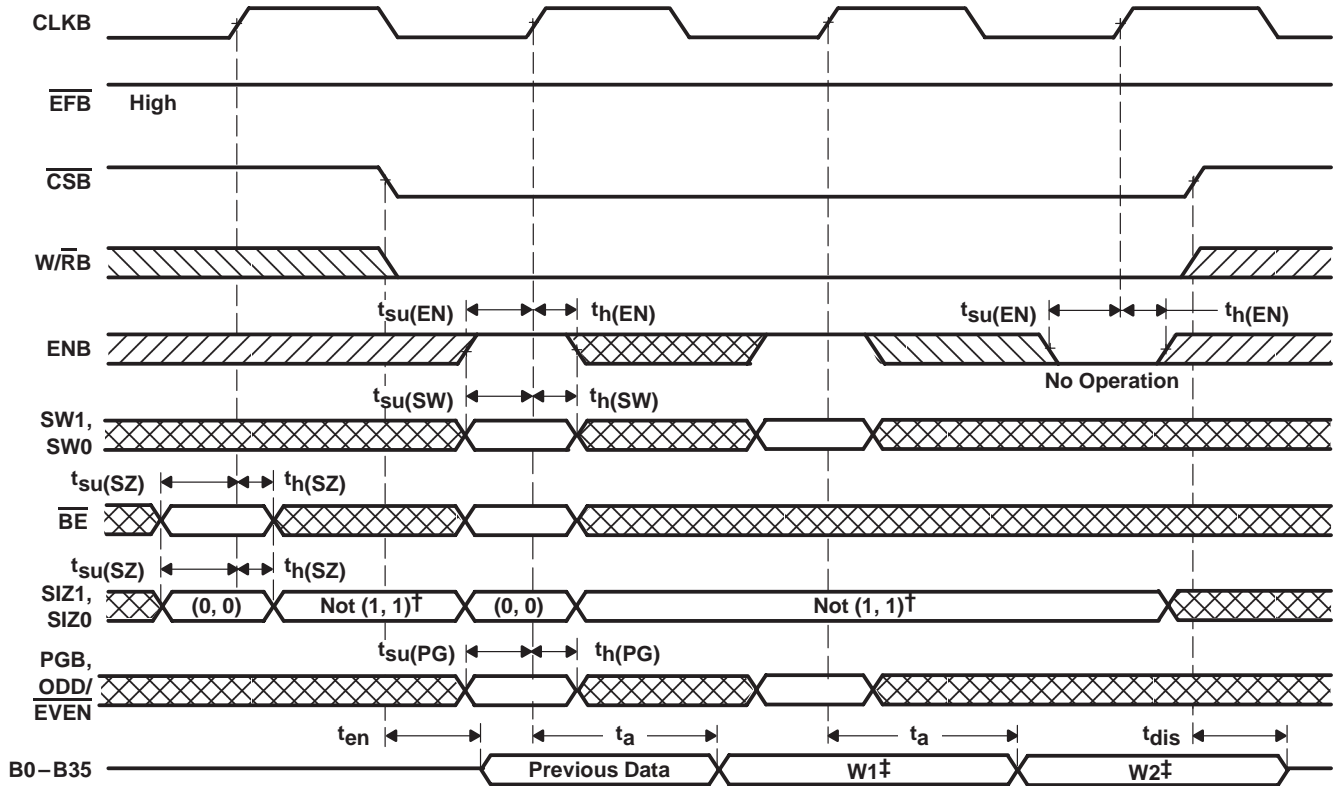 CLKB
EFB High
CSB
W/RB
tsu(EN) th(EN) tsu(EN) th(EN)
ENB
No Operation
tsu(SW) th(SW)
SW1,
SW0
tsu(SZ) th(SZ)
BE
tsu(SZ) th(SZ)
SIZ1,
SIZ0
(0, 0) Not (1, 1)† (0, 0) Not (1, 1)†
tsu(PG) th(PG)
PGB,
ODD/
EVEN
ten ta ta tdis
B0–B35 Previous Data W1‡ W2‡